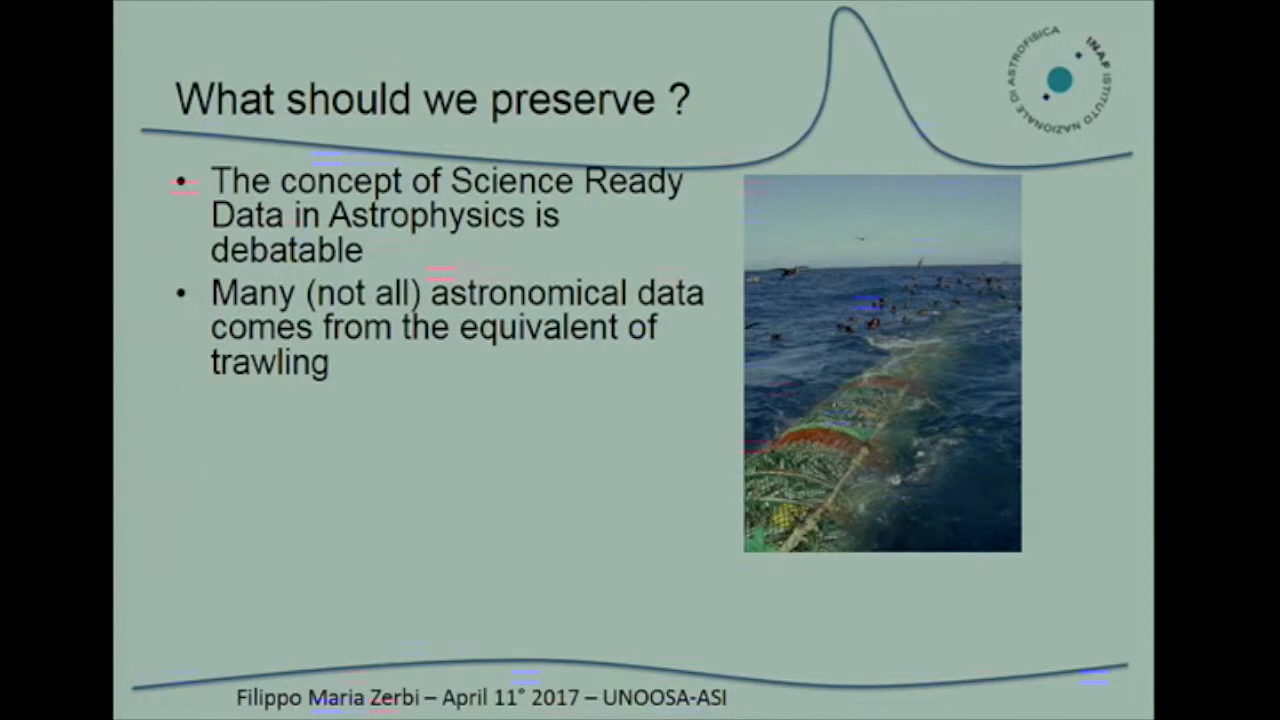 What should we preserve ?
INAF ISTITUTO NAZIONALE DI ASTROFISICA
• The concept of Science Ready
Data in Astrophysics is
debatable
• Many (not all) astronomical data
comes from the equivalent of
trawling
Filippo Maria Zerbi – April 11° 2017 – UNOOSA-ASI